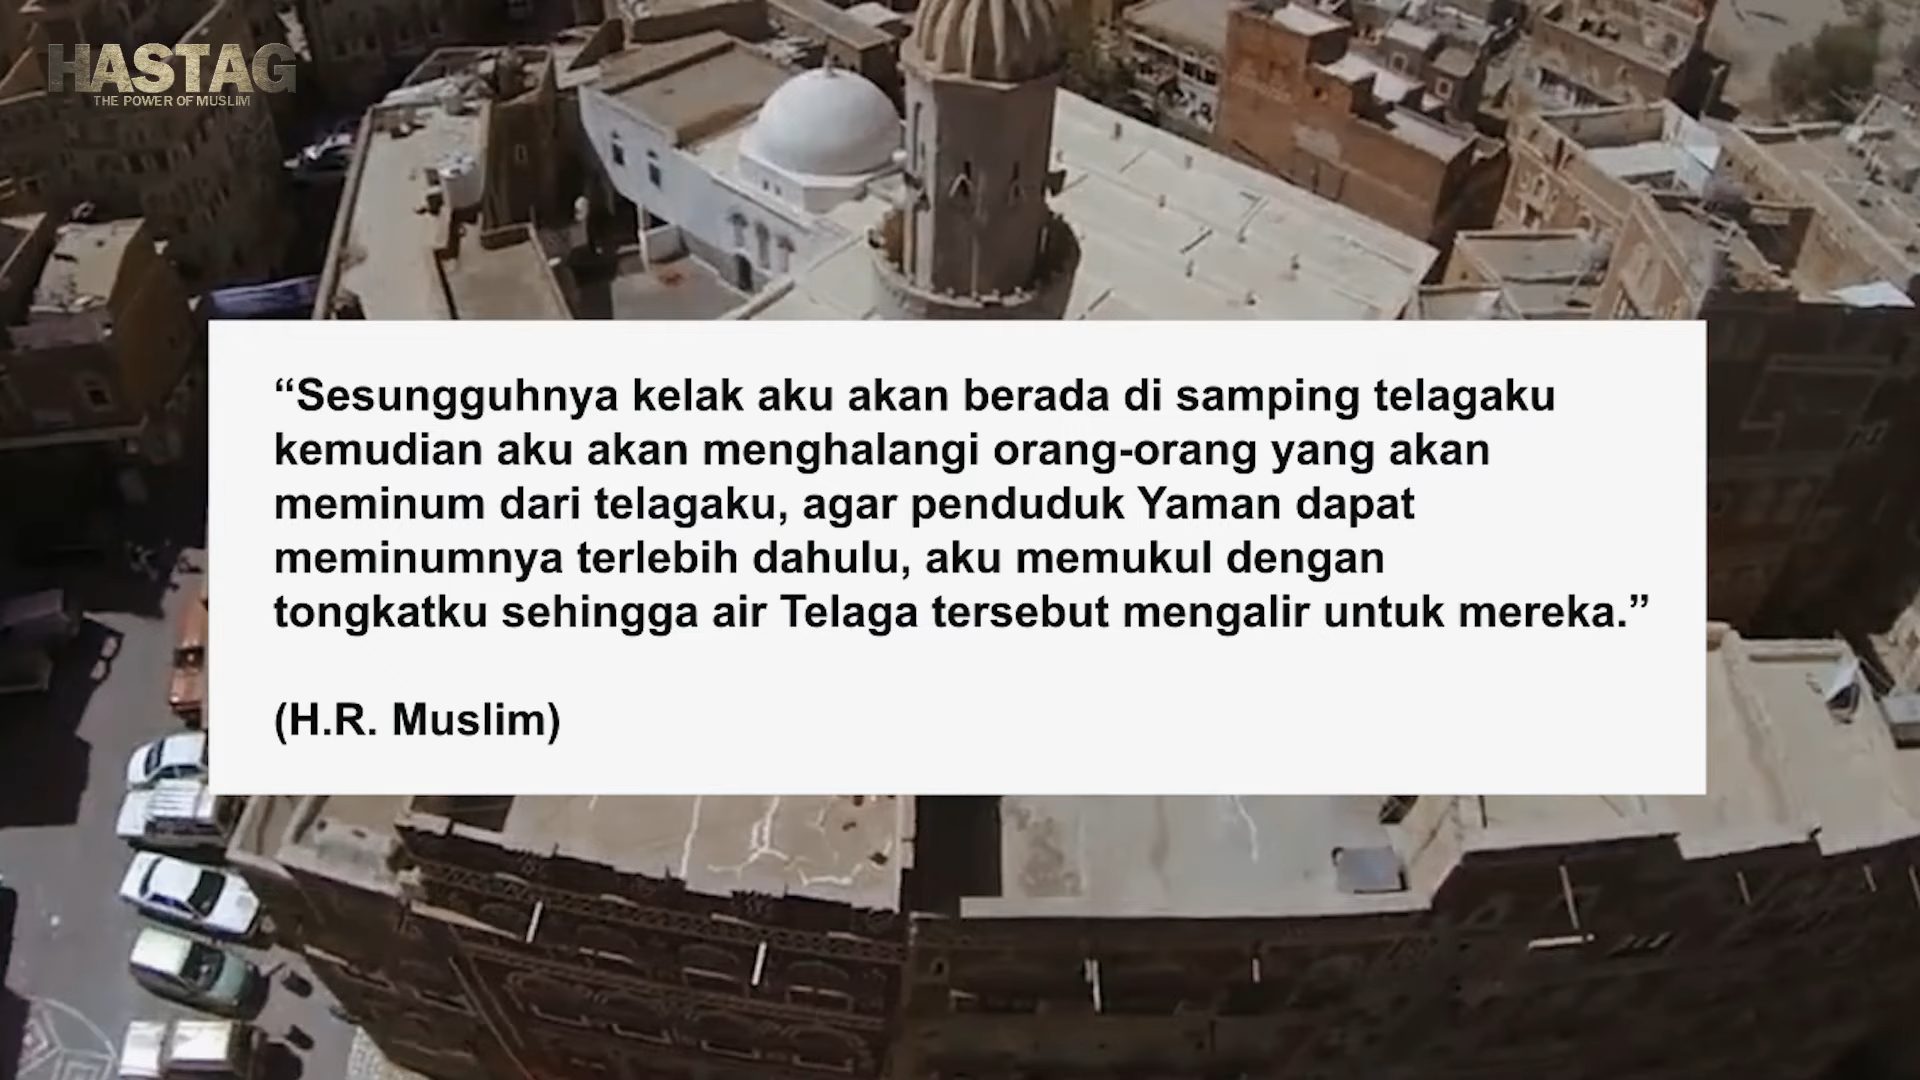 HASTAG
THE POWER OF MUSLIM
“Sesungguhnya kelak aku akan berada di samping telagaku
kemudian aku akan menghalangi orang-orang yang akan
meminum dari telagaku, agar penduduk Yaman dapat
meminumnya terlebih dahulu, aku memukul dengan
tongkatku sehingga air Telaga tersebut mengalir untuk mereka.”
(H.R. Muslim)